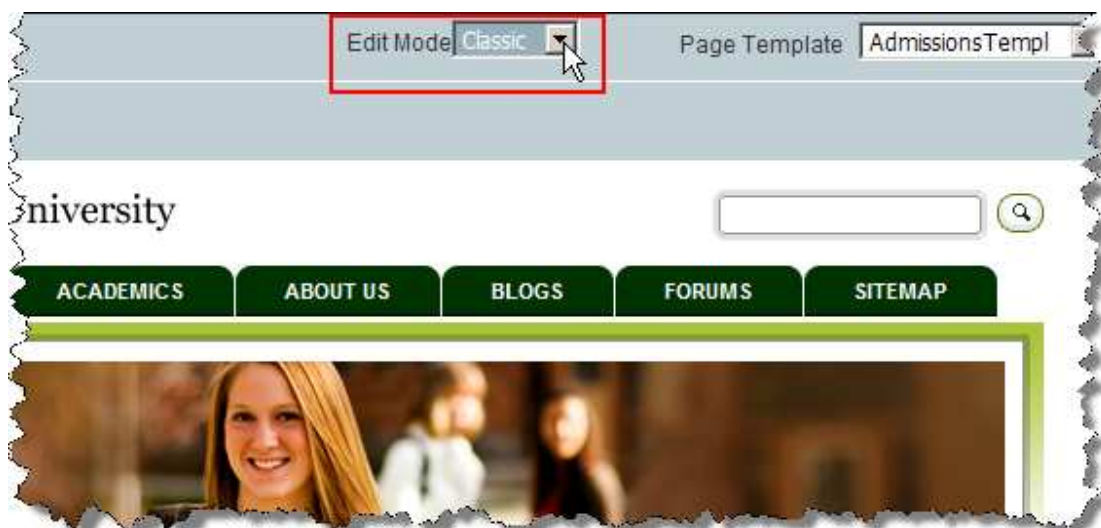 Edit Mode Classic Page Template AdmissionsTempl
niversity
ACADEMICS ABOUT US BLOGS FORUMS SITEMAP